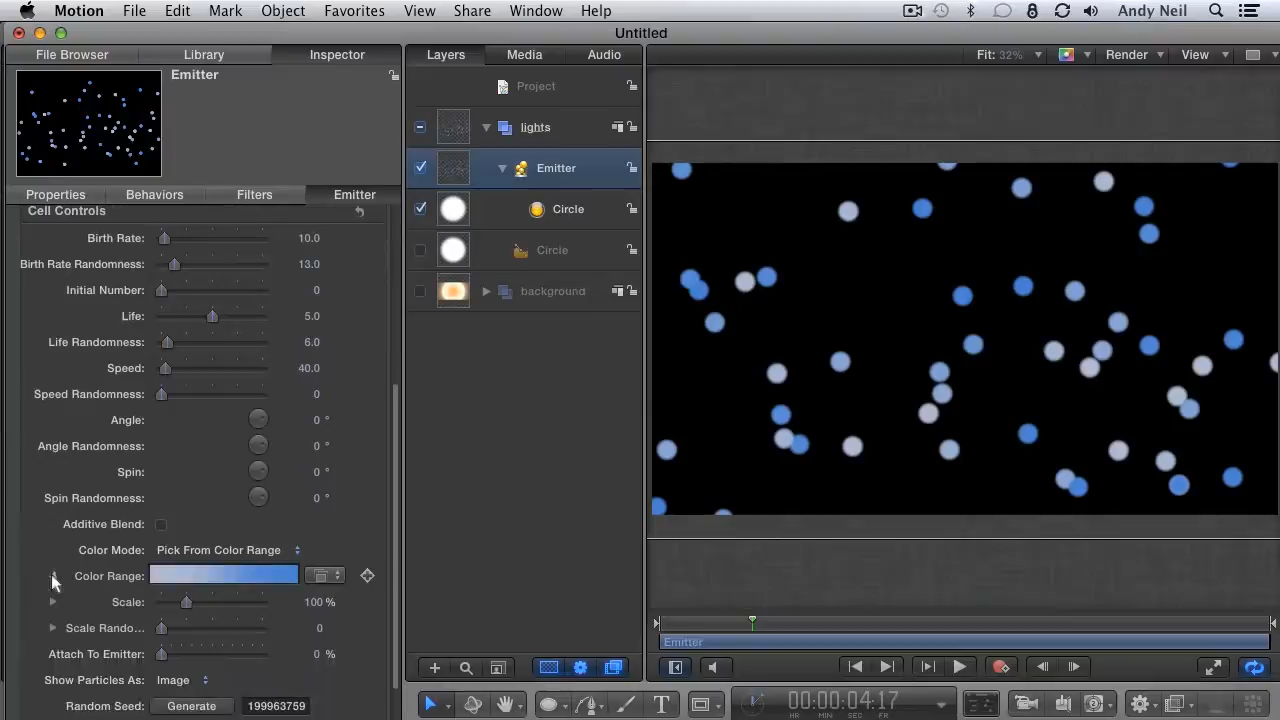 Motion File Edit Mark Object Favorites View Share Window Help Andy Neil
Untitled
File Browser Library Inspector Layers Media Audio Fit: 32% Render View
Emitter
Project
lights
Emitter
Properties Behaviors Filters Emitter
Circle
Circle
background
Cell Controls
Birth Rate: 10.0
Birth Rate Randomness: 13.0
Initial Number: 0
Life: 5.0
Life Randomness: 6.0
Speed: 40.0
Speed Randomness: 0
Angle: 0 °
Angle Randomness: 0 °
Spin: 0 °
Spin Randomness: 0 °
Additive Blend:
Color Mode: Pick From Color Range
Color Range:
Scale: 100 %
Scale Rando... 0
Attach To Emitter: 0 %
Show Particles As: Image
Random Seed: Generate 199963759
Emitter
T 00:00:04:17
HR MIN SEC FR